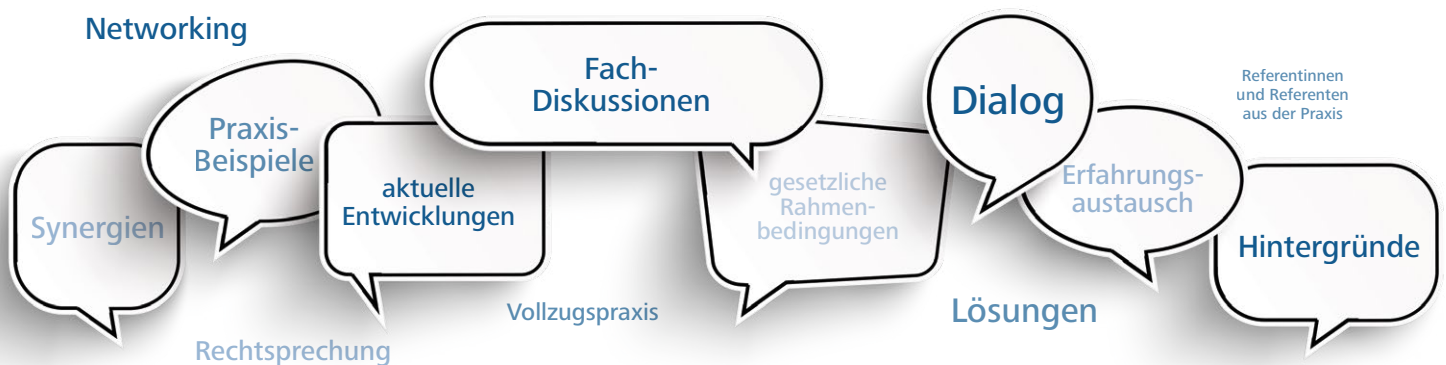 Networking
Fach-
Diskussionen
Dialog
Referentinnen
und Referenten
aus der Praxis
Praxis-
Beispiele
aktuelle
Entwicklungen
gesetzliche
Rahmen-
bedingungen
Erfahrungs-
austausch
Synergien
Hintergründe
Vollzugspraxis
Lösungen
Rechtsprechung